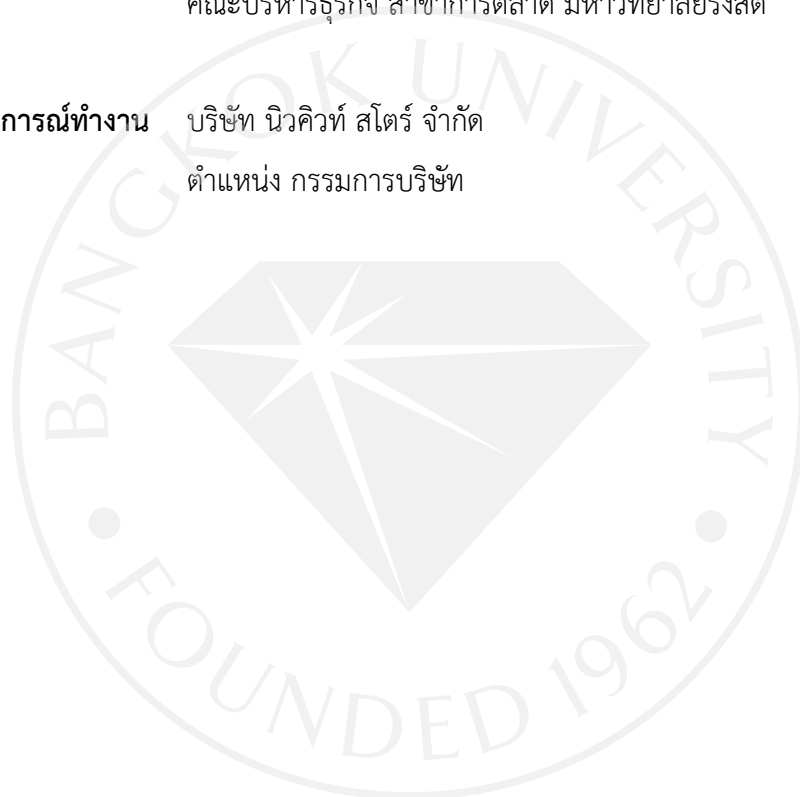 คณะบริหารธุรกิจ สาขาการตลาด มหาวิทยาลัยรังสิต
การณ์ทำงาน บริษัท นิวคิวท์ สโตร์ จำกัด
ตำแหน่ง กรรมการบริษัท
BANGKOK UNIVERSITY
FOUNDED 1962